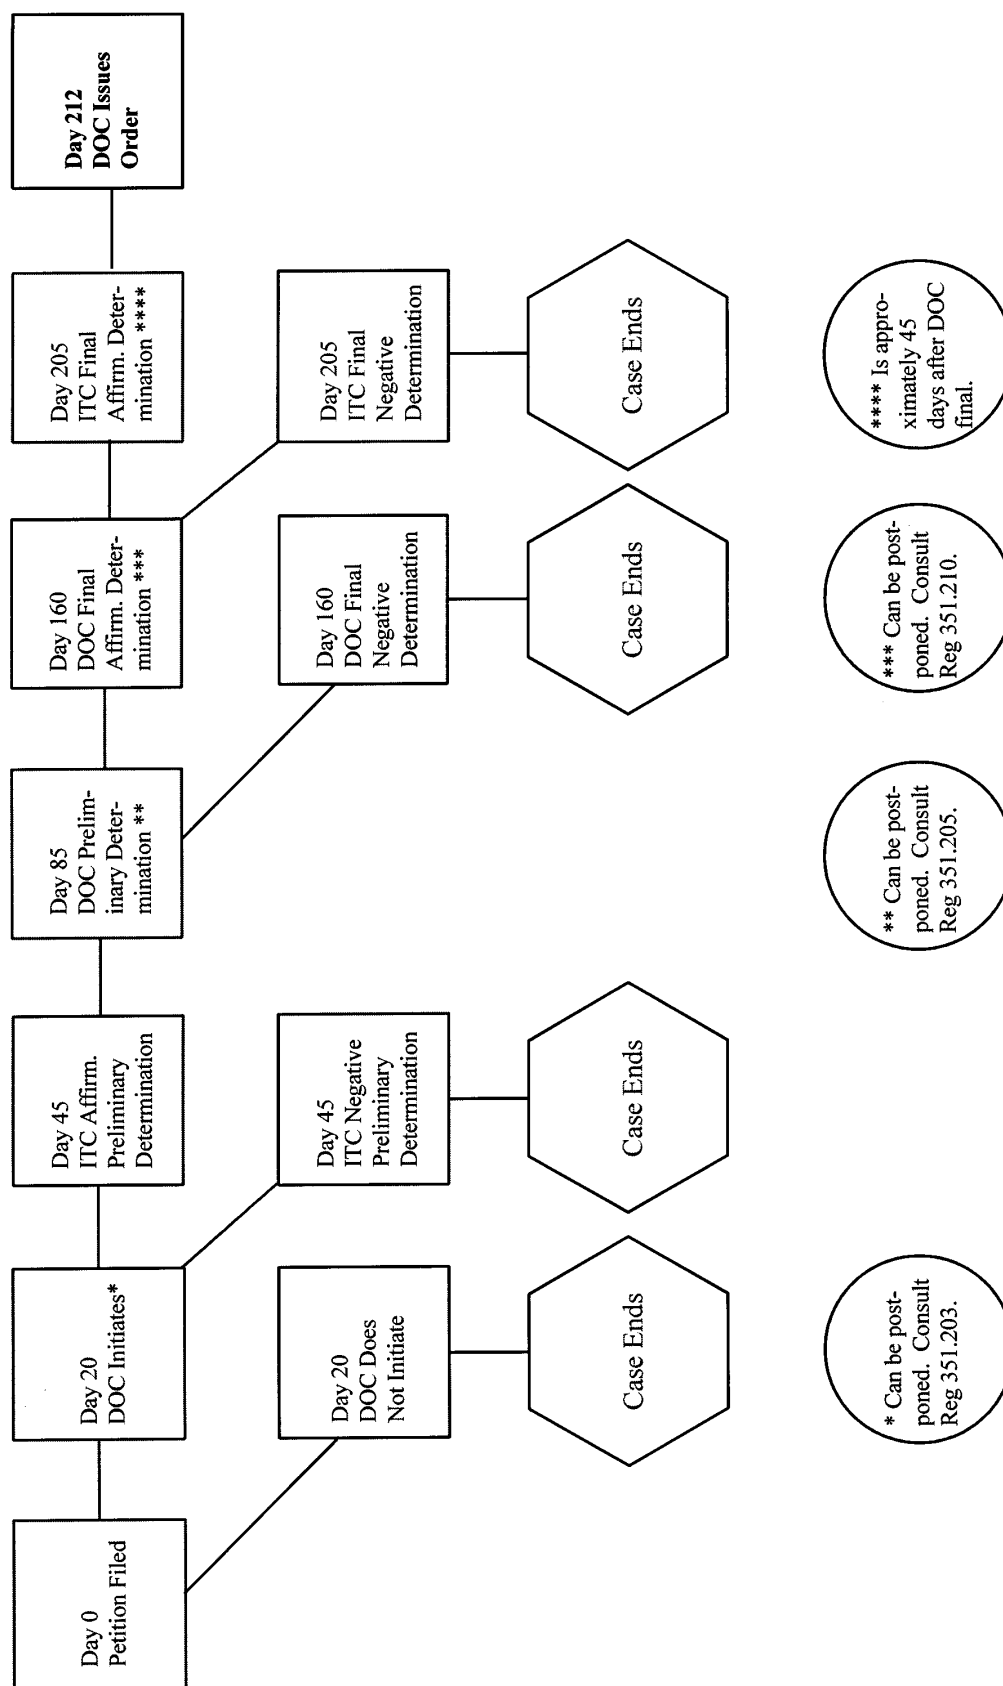 Day 0
Petition Filed
Day 20
DOC Initiates*
Day 45
ITC Affirm.
Preliminary
Determination
Day 85
DOC Prelim-
inary Deter-
mination **
Day 160
DOC Final
Affirm. Deter-
mination ***
Day 205
ITC Final
Affirm. Deter-
mination ****
Day 212
DOC Issues
Order
Day 20
DOC Does
Not Initiate
Day 45
ITC Negative
Preliminary
Determination
Day 160
DOC Final
Negative
Determination
Day 205
ITC Final
Negative
Determination
Case Ends
Case Ends
Case Ends
Case Ends
* Can be post-
poned. Consult
Reg 351.203.
** Can be post-
poned. Consult
Reg 351.205.
*** Can be post-
poned. Consult
Reg 351.210.
**** Is appro-
ximately 45
days after DOC
final.